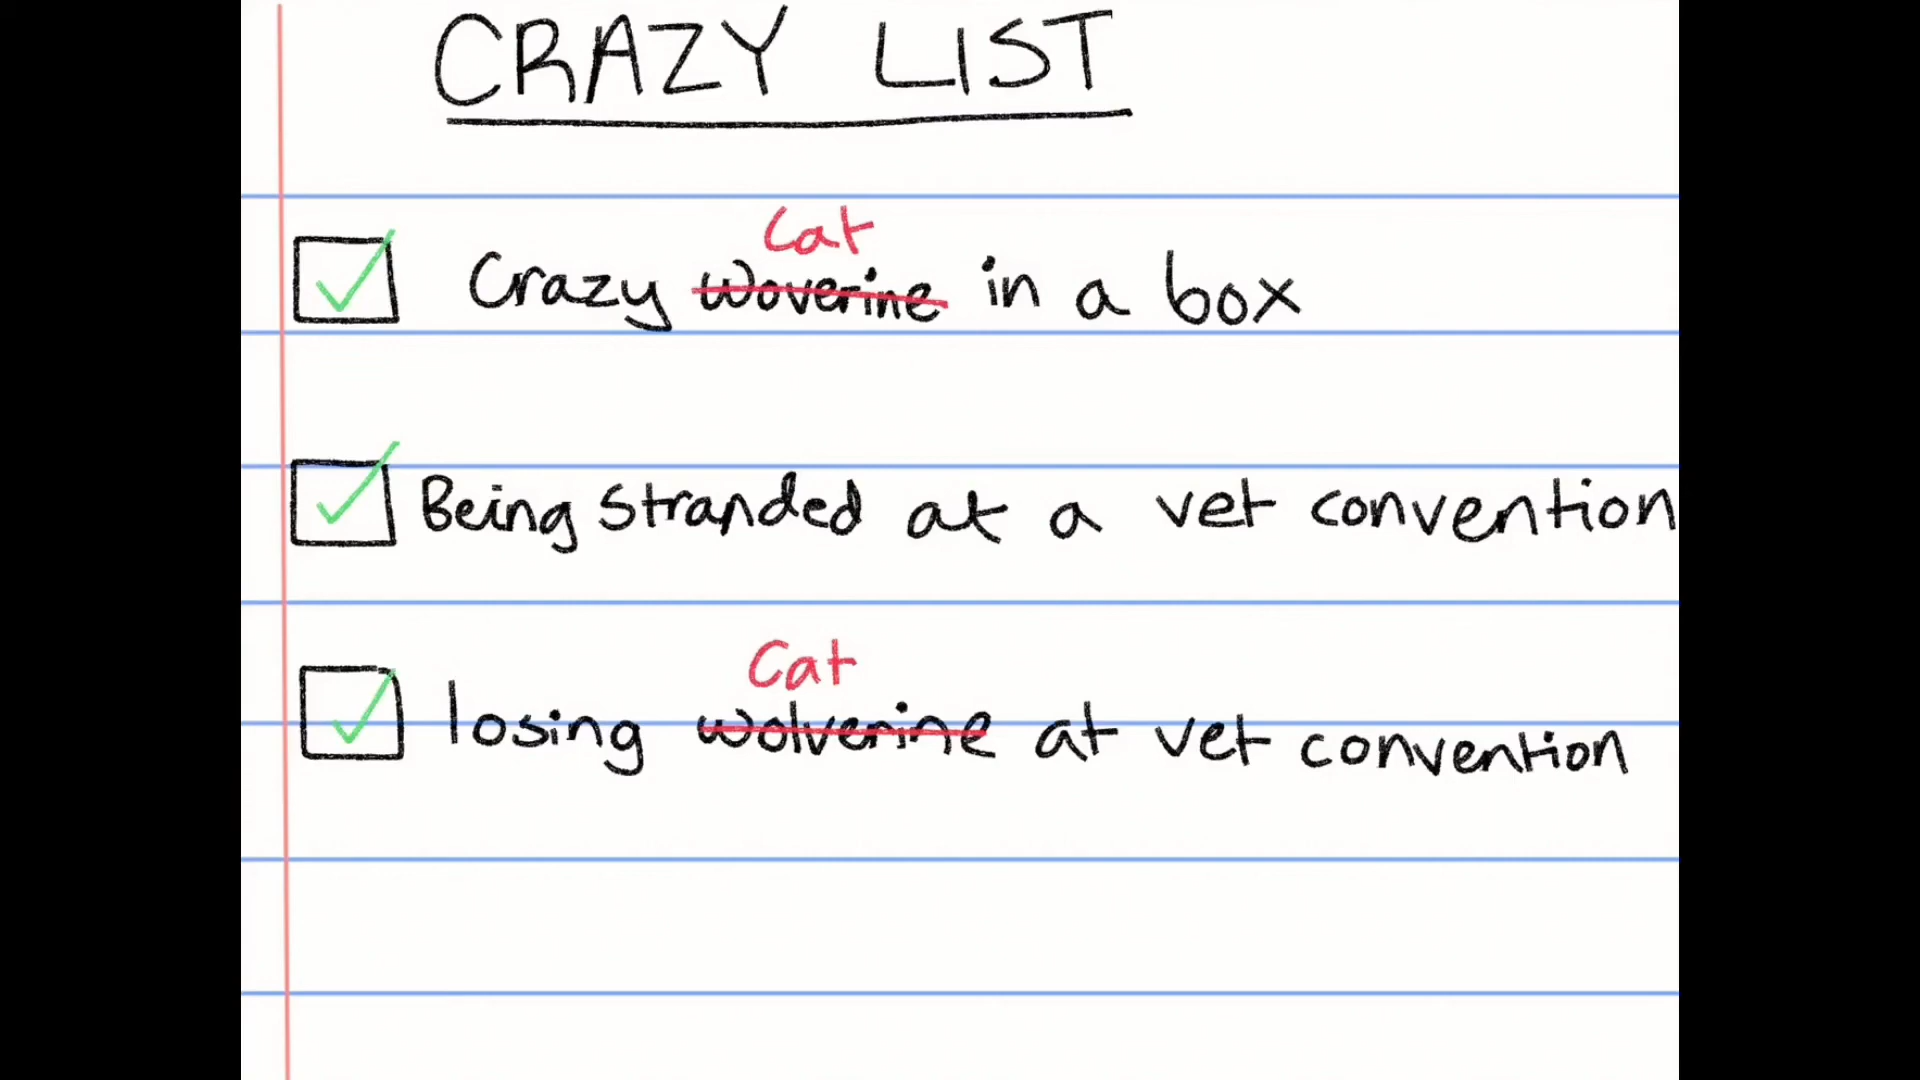 CRAZY LIST
Cat
Crazy Woverine in a box
Being Stranded at a vet convention
Cat
losing wolverine at vet convention